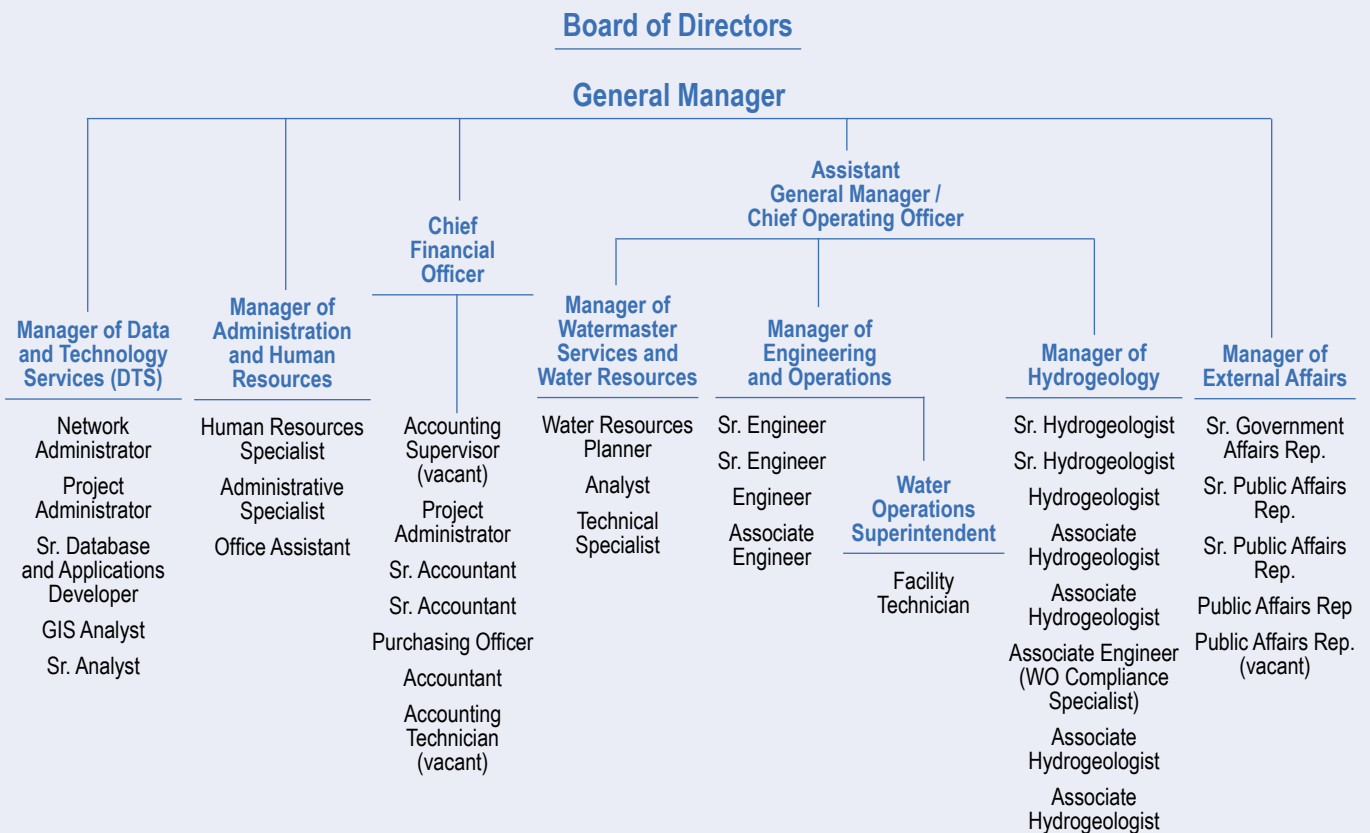 Board of Directors
General Manager
Assistant
General Manager /
Chief Operating Officer
Chief
Financial
Officer
Manager of Data
and Technology
Services (DTS)
Network
Administrator
Project
Administrator
Sr. Database
and Applications
Developer
GIS Analyst
Sr. Analyst
Manager of
Administration
and Human
Resources
Human Resources
Specialist
Administrative
Specialist
Office Assistant
Accounting
Supervisor
(vacant)
Project
Administrator
Sr. Accountant
Sr. Accountant
Purchasing Officer
Accountant
Accounting
Technician
(vacant)
Manager of
Watermaster
Services and
Water Resources
Water Resources
Planner
Analyst
Technical
Specialist
Manager of
Engineering
and Operations
Sr. Engineer
Sr. Engineer
Engineer
Associate
Engineer
Water
Operations
Superintendent
Facility
Technician
Manager of
Hydrogeology
Sr. Hydrogeologist
Sr. Hydrogeologist
Hydrogeologist
Associate
Hydrogeologist
Associate
Hydrogeologist
Associate Engineer
(WO Compliance
Specialist)
Associate
Hydrogeologist
Associate
Hydrogeologist
Manager of
External Affairs
Sr. Government
Affairs Rep.
Sr. Public Affairs
Rep.
Sr. Public Affairs
Rep.
Public Affairs Rep
Public Affairs Rep.
(vacant)